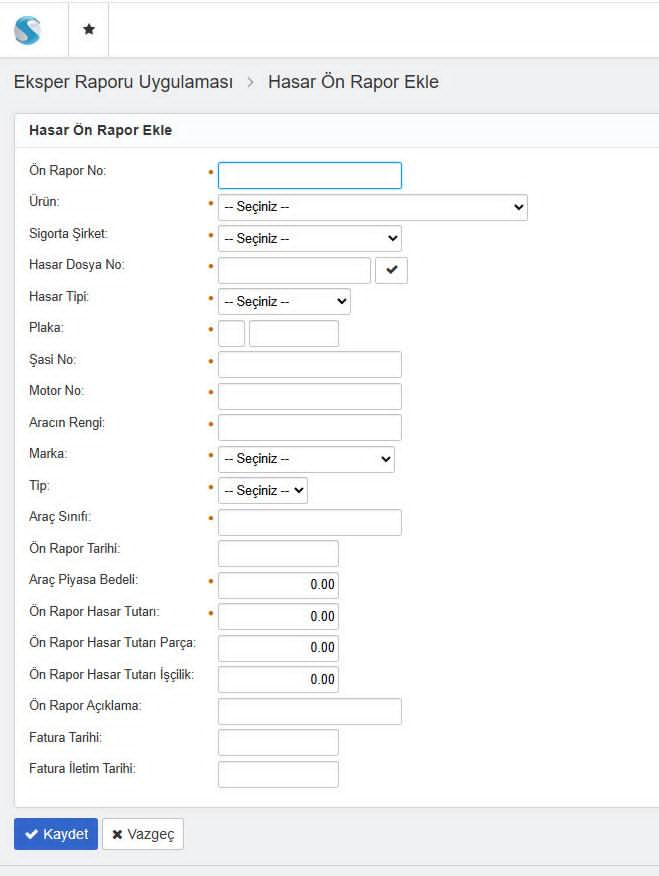 Eksper Raporu Uygulaması > Hasar Ön Rapor Ekle
Hasar Ön Rapor Ekle
Ön Rapor No:
Ürün: -- Seçiniz --
Sigorta Şirket: -- Seçiniz --
Hasar Dosya No:
Hasar Tipi: -- Seçiniz --
Plaka:
Şasi No:
Motor No:
Aracın Rengi:
Marka: -- Seçiniz --
Tip: -- Seçiniz --
Araç Sınıfı:
Ön Rapor Tarihi:
Araç Piyasa Bedeli: 0.00
Ön Rapor Hasar Tutarı: 0.00
Ön Rapor Hasar Tutarı Parça: 0.00
Ön Rapor Hasar Tutarı İşçilik: 0.00
Ön Rapor Açıklama:
Fatura Tarihi:
Fatura İletim Tarihi:
Kaydet Vazgeç